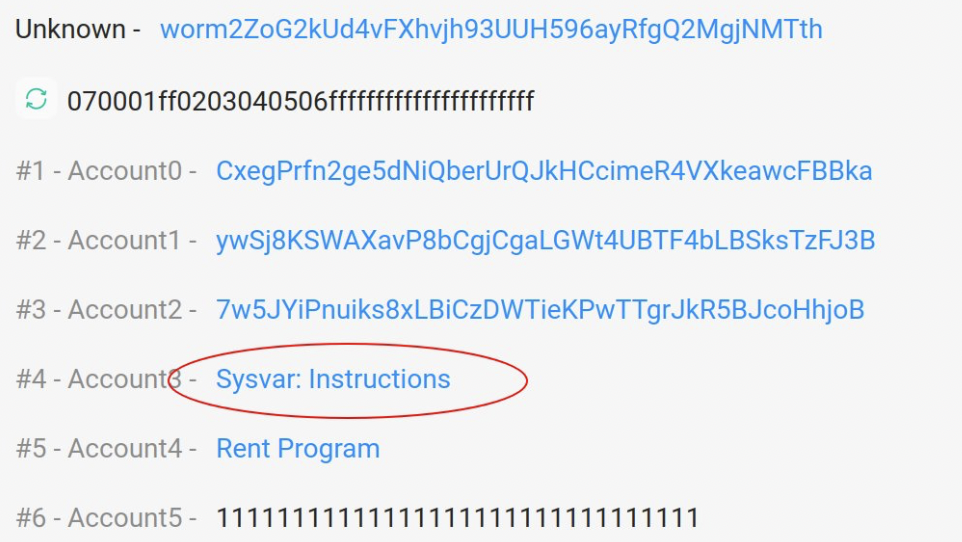 Unknown - worm2ZoG2kUd4vFXhvjh93UUH596ayRfgQ2MgjNMTth
070001ff0203040506ffffffffffffffffffffff
#1 - Account0 - CxegPrfn2ge5dNiQberUrQJkHCcimeR4VXkeawcFBBka
#2 - Account1 - ywSj8KSWAXavP8bCgjCgaLGWt4UBTF4bLBSksTzFJ3B
#3 - Account2 - 7w5JYiPnuiks8xLBiCzDWTieKPwTTgrJkR5BJcoHhjoB
#4 - Account3 - Sysvar: Instructions
#5 - Account4 - Rent Program
#6 - Account5 - 11111111111111111111111111111111